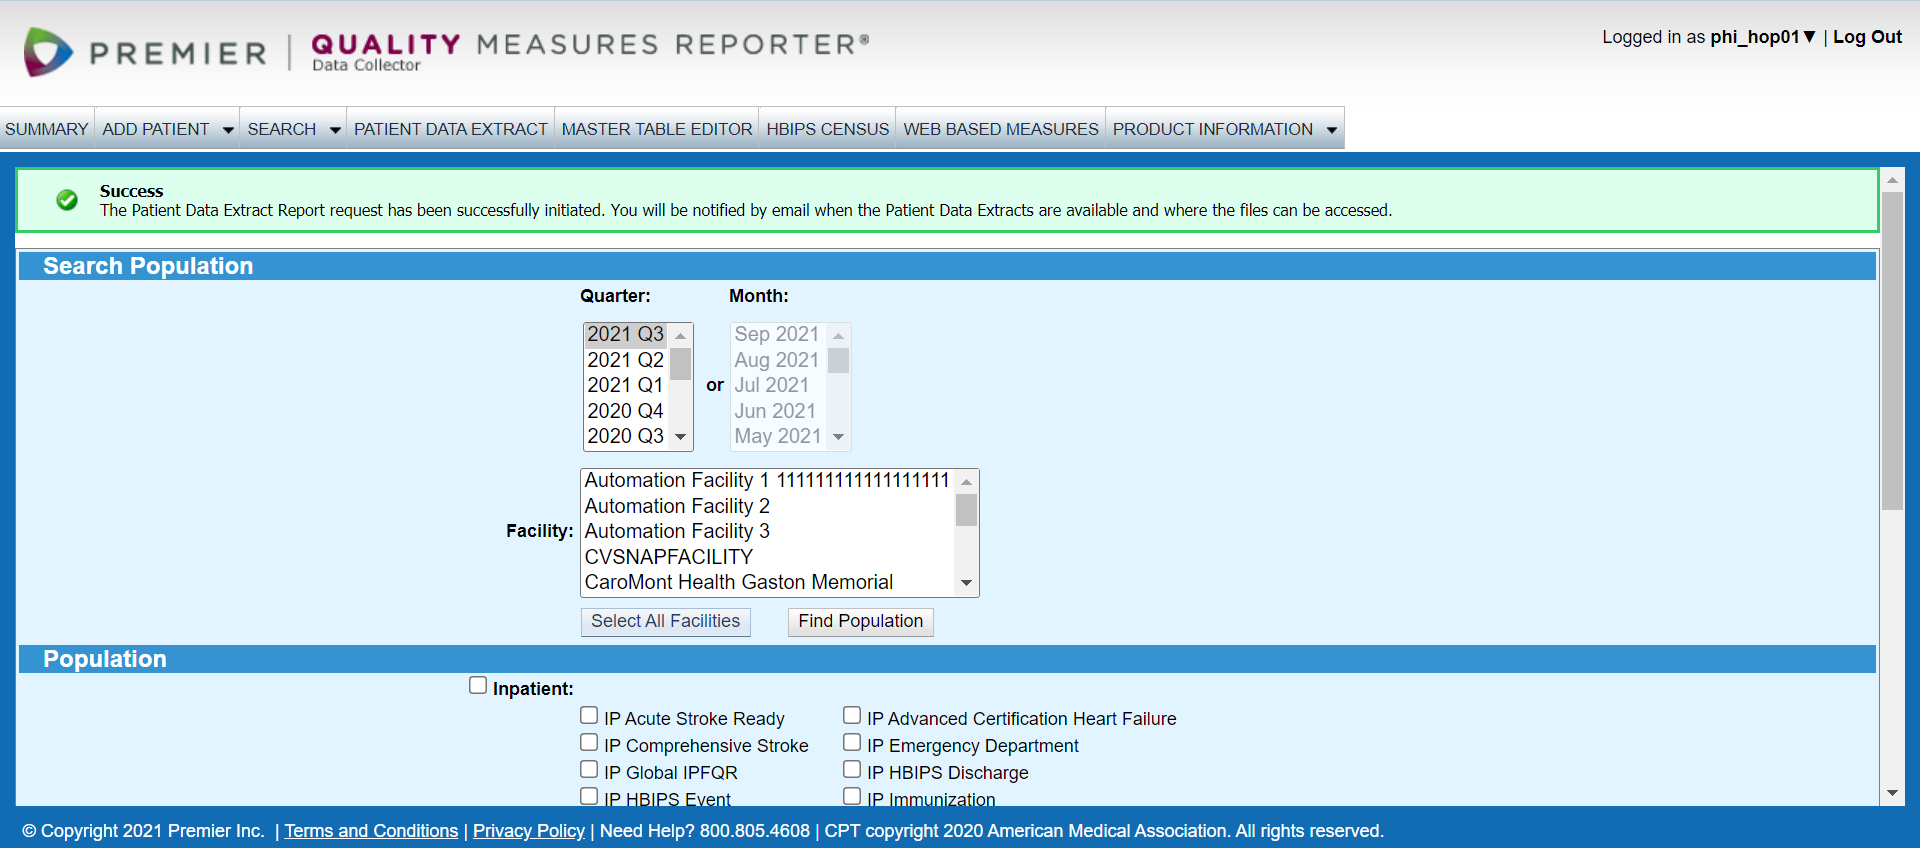 PREMIER | QUALITY MEASURES REPORTER®
Data Collector
Logged in as phi_hop01▼ | Log Out
SUMMARY ADD PATIENT SEARCH PATIENT DATA EXTRACT MASTER TABLE EDITOR HBIPS CENSUS WEB BASED MEASURES PRODUCT INFORMATION
Success
The Patient Data Extract Report request has been successfully initiated. You will be notified by email when the Patient Data Extracts are available and where the files can be accessed.
Search Population
Quarter: Month:
2021 Q3 Sep 2021
2021 Q2 Aug 2021
2021 Q1 or Jul 2021
2020 Q4 Jun 2021
2020 Q3 May 2021
Automation Facility 1 111111111111111111
Automation Facility 2
Facility: Automation Facility 3
CVSNAPFACILITY
CaroMont Health Gaston Memorial
Select All Facilities Find Population
Population
Inpatient:
IP Acute Stroke Ready IP Advanced Certification Heart Failure
IP Comprehensive Stroke IP Emergency Department
IP Global IPFQR IP HBIPS Discharge
IP HBIPS Event IP Immunization
© Copyright 2021 Premier Inc. | Terms and Conditions | Privacy Policy | Need Help? 800.805.4608 | CPT copyright 2020 American Medical Association. All rights reserved.